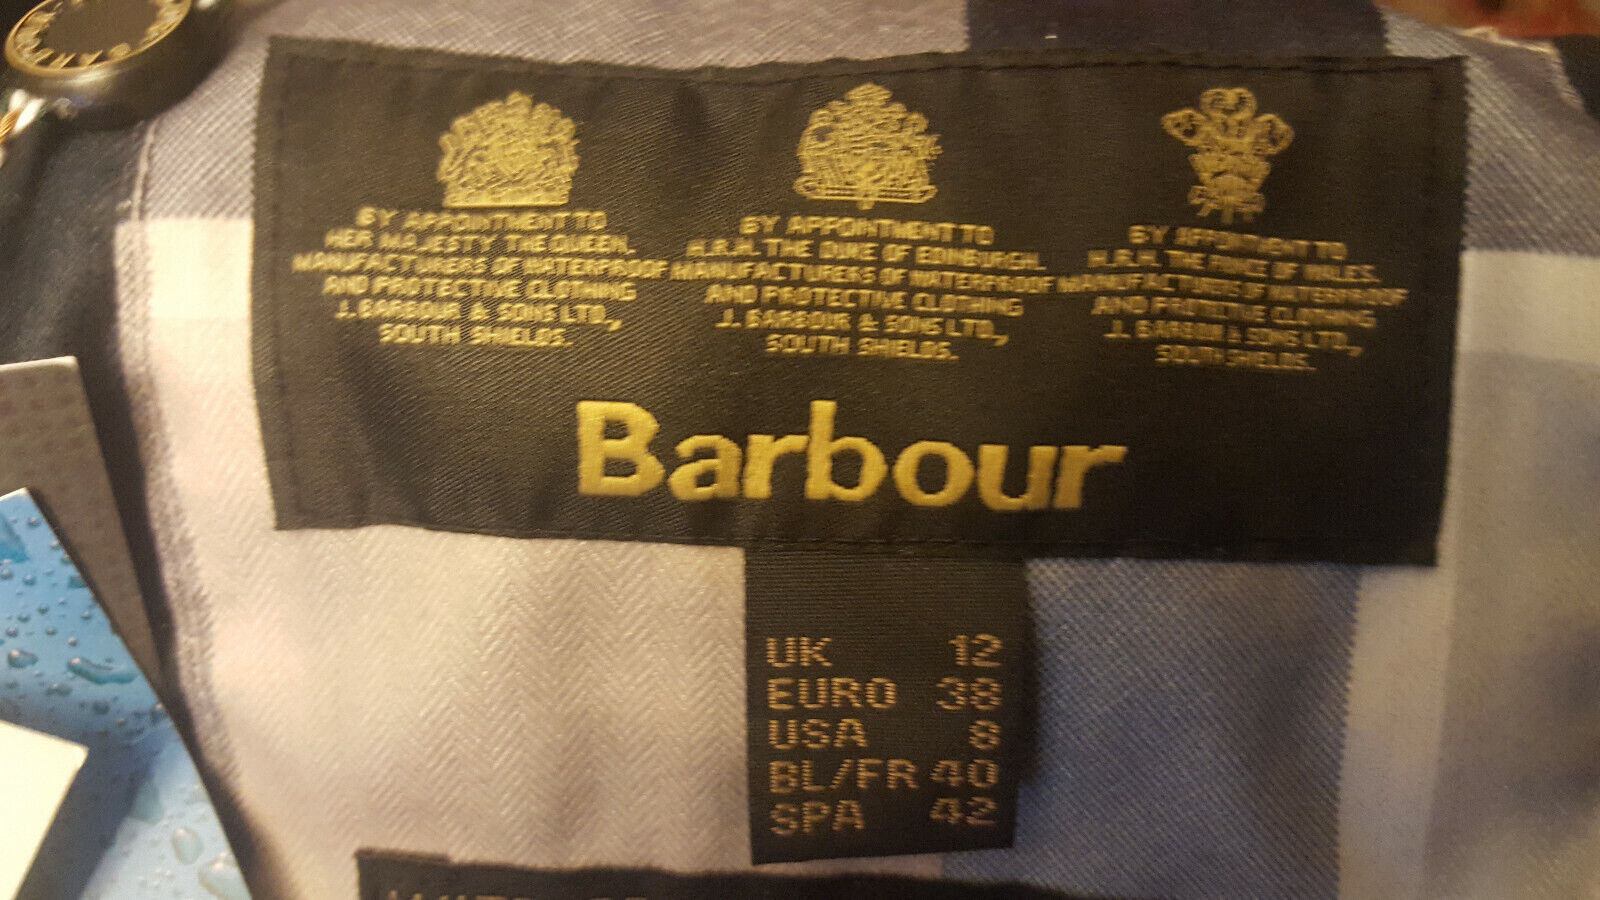 BY APPOINTMENT TO
HER MAJESTY THE QUEEN.
MANUFACTURERS OF WATERPROOF
AND PROTECTIVE CLOTHING
J. BARBOUR & SONS LTD.,
SOUTH SHIELDS.
BY APPOINTMENT TO
H.R.H. THE DUKE OF EDINBURGH.
MANUFACTURERS OF WATERPROOF
AND PROTECTIVE CLOTHING
J. BARBOUR & SONS LTD.,
SOUTH SHIELDS.
BY APPOINTMENT TO
H.R.H. THE PRINCE OF WALES.
MANUFACTURERS OF WATERPROOF
AND PROTECTIVE CLOTHING
J. BARBOUR & SONS LTD.,
SOUTH SHIELDS.
Barbour
UK 12
EURO 38
USA 8
BL/FR 40
SPA 42